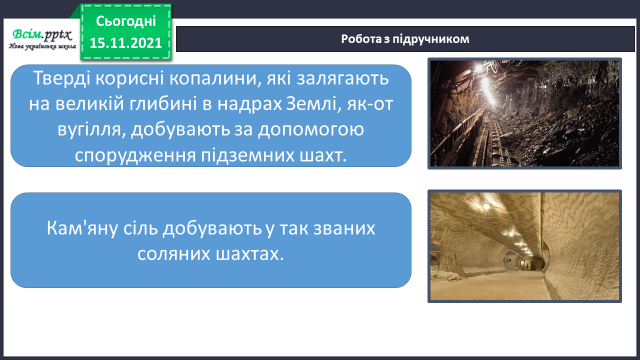 Всім.pptx
Нова українська школа
Сьогодні
15.11.2021
Робота з підручником
Тверді корисні копалини, які залягають
на великій глибині в надрах Землі, як-от
вугілля, добувають за допомогою
спорудження підземних шахт.
Кам'яну сіль добувають у так званих
соляних шахтах.